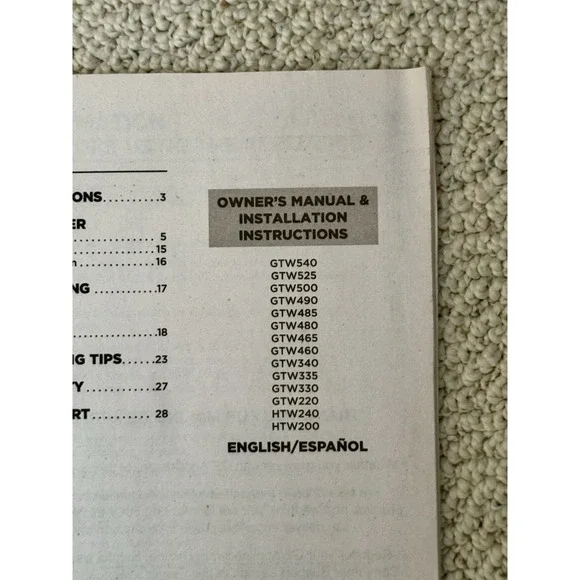 ONS..........3
ER
............ 5
............15
n...........16
NG ..........17
............18
G TIPS.....23
Y ..........27
RT ........ 28
OWNER'S MANUAL &
INSTALLATION
INSTRUCTIONS
GTW540
GTW525
GTW500
GTW490
GTW485
GTW480
GTW465
GTW460
GTW340
GTW335
GTW330
GTW220
HTW240
HTW200
ENGLISH/ESPAÑOL